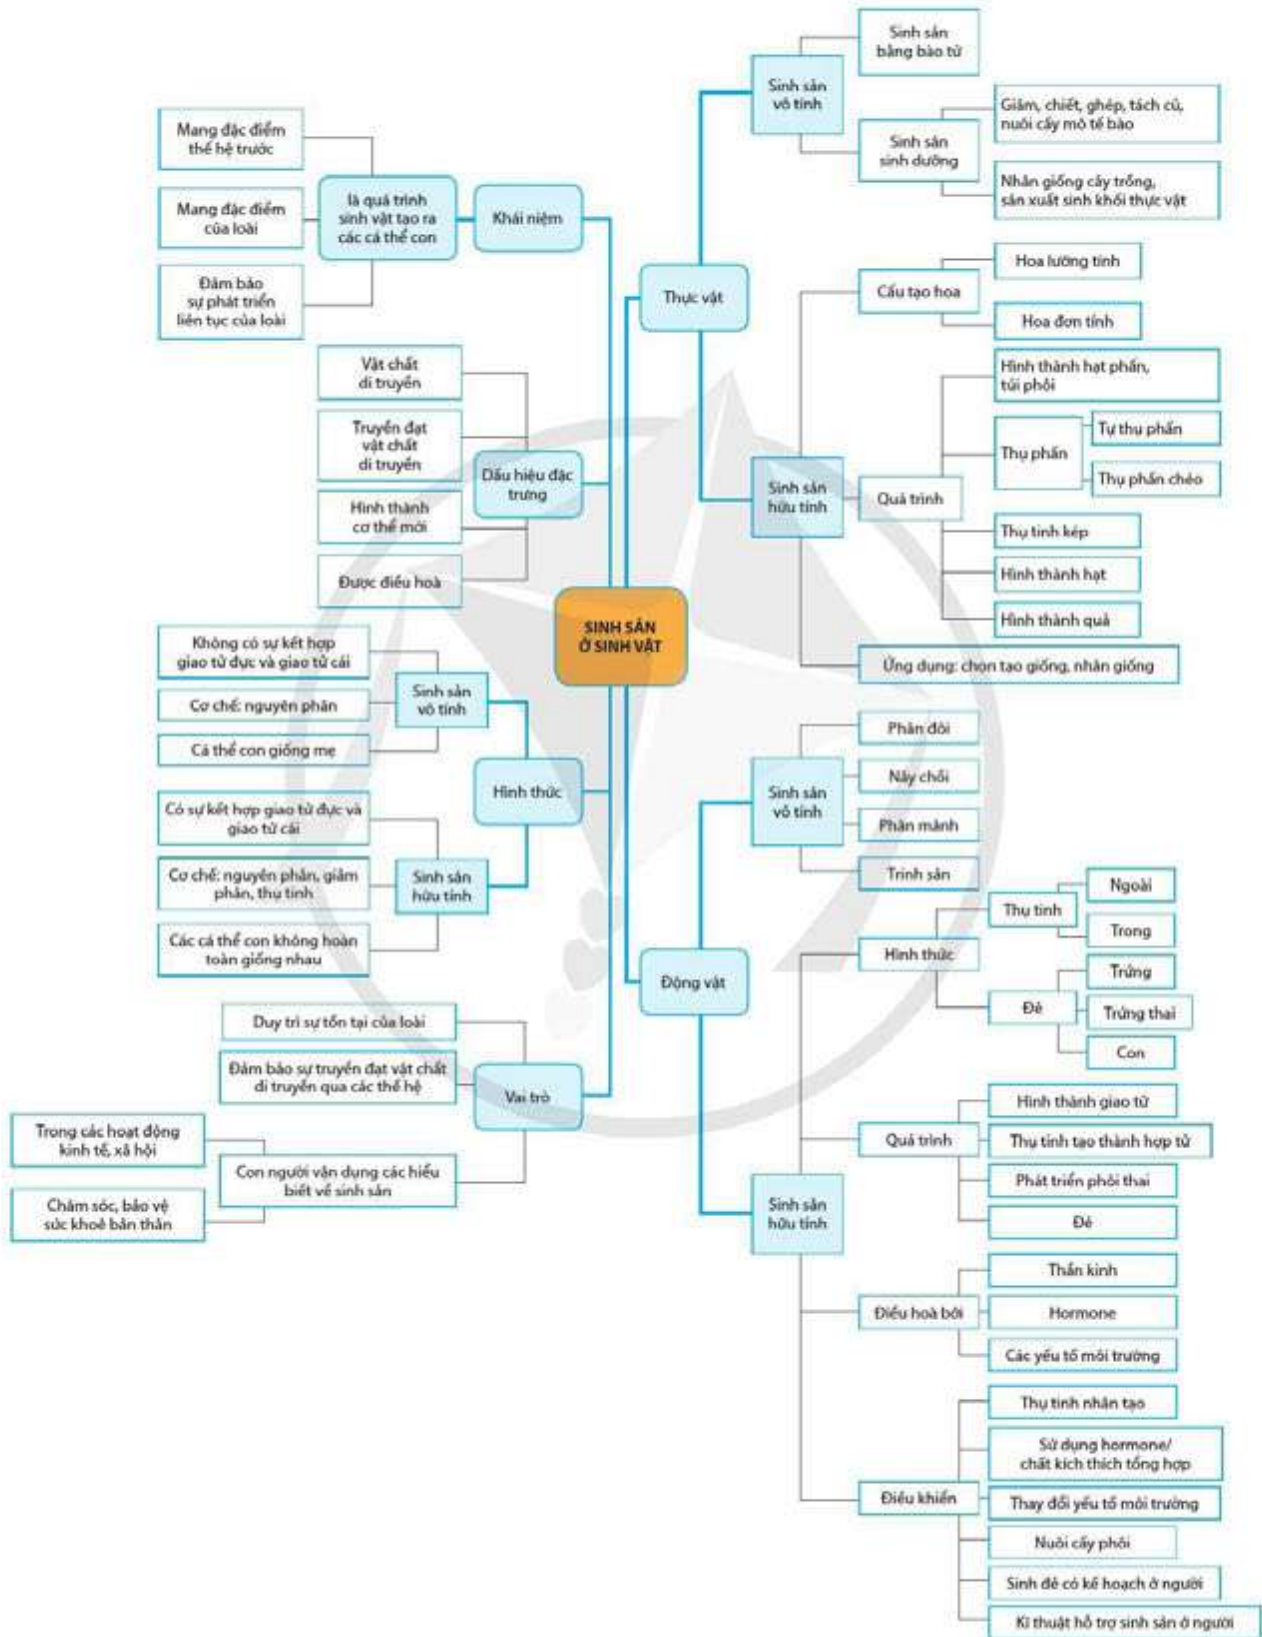 SINH SẢN
Ở SINH VẬT
Khái niệm
là quá trình
sinh vật tạo ra
các cá thể con
Mang đặc điểm
thế hệ trước
Mang đặc điểm
của loài
Đảm bảo
sự phát triển
liên tục của loài
Dấu hiệu đặc
trưng
Vật chất
di truyền
Truyền đạt
vật chất
di truyền
Hình thành
cơ thể mới
Được điều hoà
Hình thức
Sinh sản
vô tính
Không có sự kết hợp
giao tử đực và giao tử cái
Cơ chế: nguyên phân
Cá thể con giống mẹ
Sinh sản
hữu tính
Có sự kết hợp giao tử đực và
giao tử cái
Cơ chế: nguyên phân, giảm
phân, thụ tinh
Các cá thể con không hoàn
toàn giống nhau
Vai trò
Duy trì sự tồn tại của loài
Đảm bảo sự truyền đạt vật chất
di truyền qua các thế hệ
Con người vận dụng các hiểu
biết về sinh sản
Trong các hoạt động
kinh tế, xã hội
Chăm sóc, bảo vệ
sức khoẻ bản thân
Thực vật
Sinh sản
vô tính
Sinh sản
bằng bào tử
Sinh sản
sinh dưỡng
Giâm, chiết, ghép, tách củ,
nuôi cấy mô tế bào
Nhân giống cây trồng,
sản xuất sinh khối thực vật
Sinh sản
hữu tính
Cấu tạo hoa
Hoa lưỡng tính
Hoa đơn tính
Quá trình
Hình thành hạt phấn,
túi phôi
Thụ phấn
Tự thụ phấn
Thụ phấn chéo
Thụ tinh kép
Hình thành hạt
Hình thành quả
Ứng dụng: chọn tạo giống, nhân giống
Động vật
Sinh sản
vô tính
Phân đôi
Nảy chồi
Phân mảnh
Trinh sản
Sinh sản
hữu tính
Hình thức
Thụ tinh
Ngoài
Trong
Đẻ
Trứng
Trứng thai
Con
Quá trình
Hình thành giao tử
Thụ tinh tạo thành hợp tử
Phát triển phôi thai
Đẻ
Điều hoà bởi
Thần kinh
Hormone
Các yếu tố môi trường
Điều khiển
Thụ tinh nhân tạo
Sử dụng hormone/
chất kích thích tổng hợp
Thay đổi yếu tố môi trường
Nuôi cấy phôi
Sinh đẻ có kế hoạch ở người
Kĩ thuật hỗ trợ sinh sản ở người